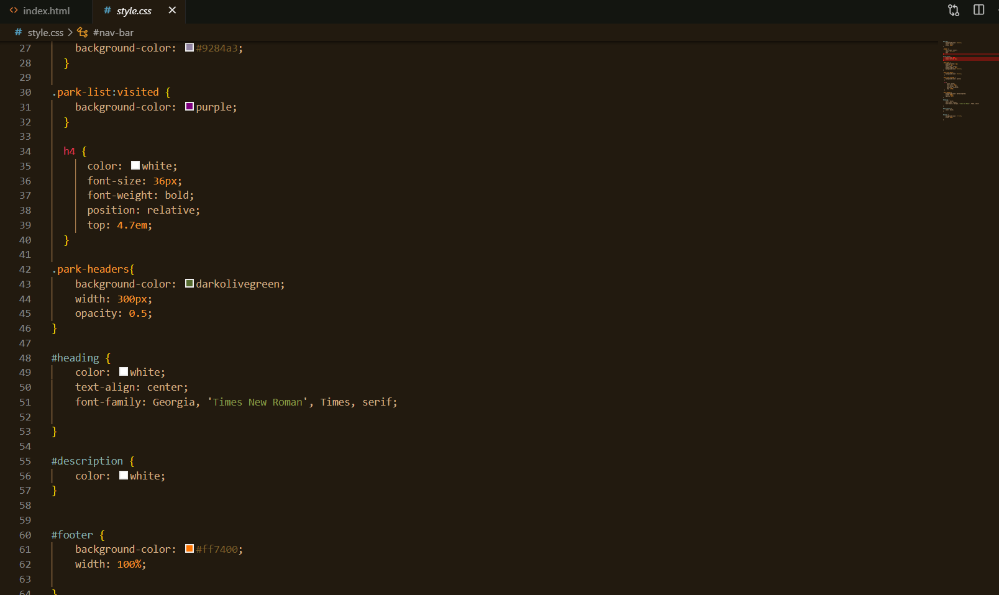 index.html
style.css
style.css > #nav-bar
27 background-color: #9284a3;
28 }
29
30 .park-list:visited {
31 background-color: purple;
32 }
33
34 h4 {
35 color: white;
36 font-size: 36px;
37 font-weight: bold;
38 position: relative;
39 top: 4.7em;
40 }
41
42 .park-headers{
43 background-color: darkolivegreen;
44 width: 300px;
45 opacity: 0.5;
46 }
47
48 #heading {
49 color: white;
50 text-align: center;
51 font-family: Georgia, 'Times New Roman', Times, serif;
52
53 }
54
55 #description {
56 color: white;
57 }
58
59
60 #footer {
61 background-color: #ff7400;
62 width: 100%;
63
64 }